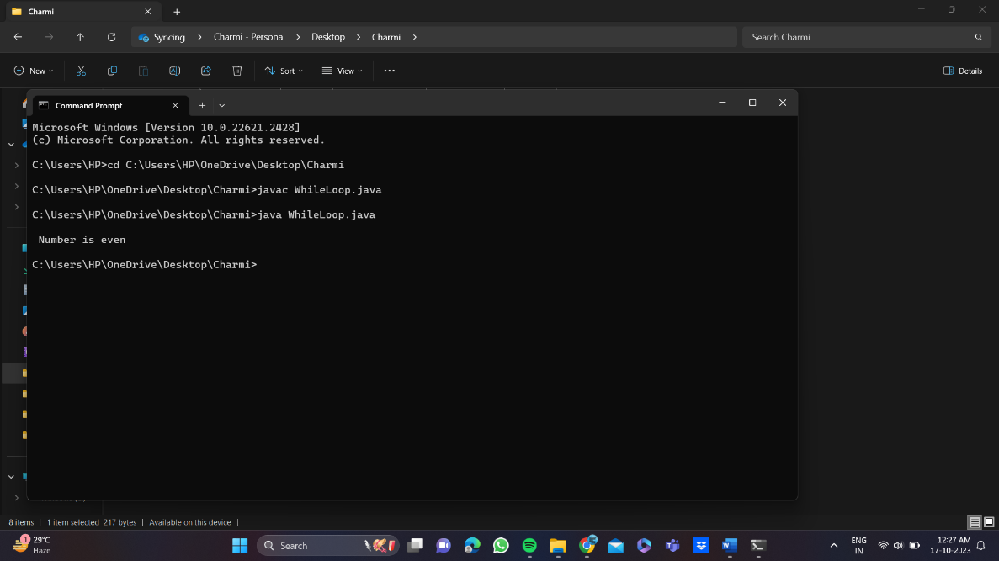 Charmi
Syncing
Charmi - Personal
Desktop
Charmi
Search Charmi
New
Sort
View
Details
Command Prompt
Microsoft Windows [Version 10.0.22621.2428]
(c) Microsoft Corporation. All rights reserved.
C:\Users\HP>cd C:\Users\HP\OneDrive\Desktop\Charmi
C:\Users\HP\OneDrive\Desktop\Charmi>javac WhileLoop.java
C:\Users\HP\OneDrive\Desktop\Charmi>java WhileLoop.java
Number is even
C:\Users\HP\OneDrive\Desktop\Charmi>
8 items
1 item selected 217 bytes
Available on this device
1
29°C
Haze
Search
ENG
IN
12:27 AM
17-10-2023